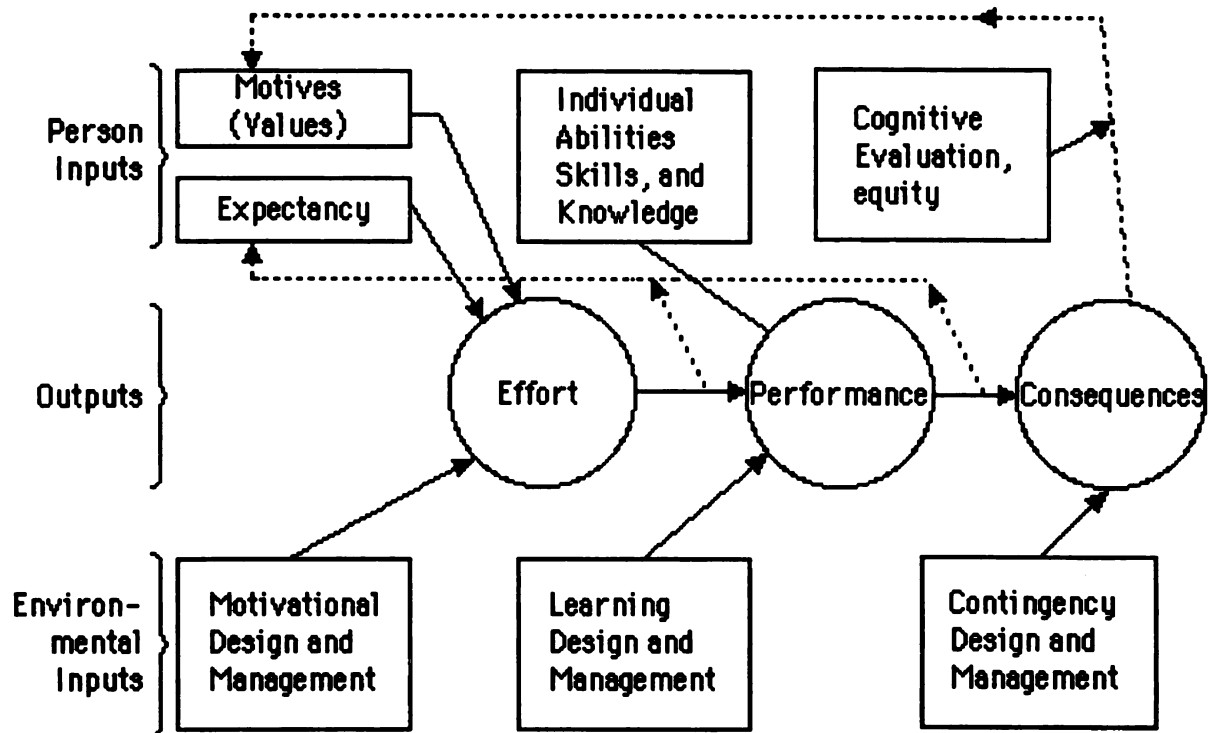 Person
Inputs
Motives
(Values)
Expectancy
Individual
Abilities
Skills, and
Knowledge
Cognitive
Evaluation,
equity
Outputs
Effort
Performance
Consequences
Environ-
mental
Inputs
Motivational
Design and
Management
Learning
Design and
Management
Contingency
Design and
Management